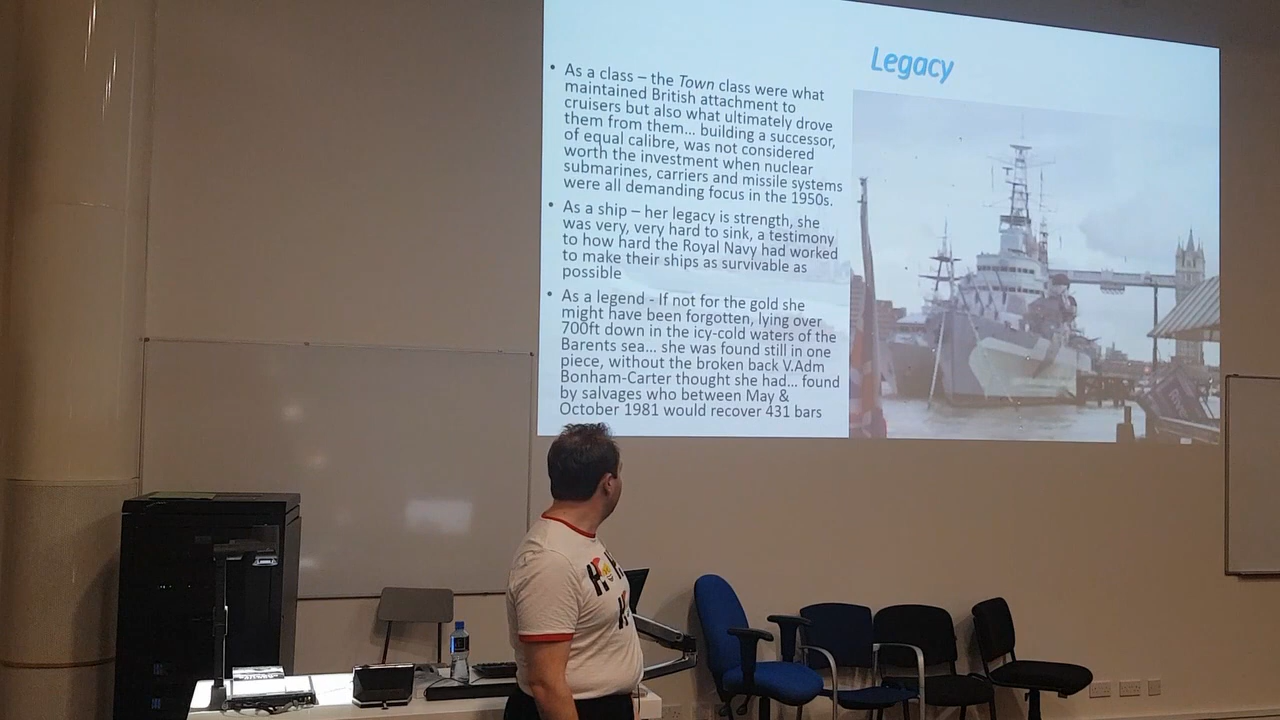 Legacy
• As a class – the Town class were what
maintained British attachment to
cruisers but also what ultimately drove
them from them... building a successor,
of equal calibre, was not considered
worth the investment when nuclear
submarines, carriers and missile systems
were all demanding focus in the 1950s.
• As a ship – her legacy is strength, she
was very, very hard to sink, a testimony
to how hard the Royal Navy had worked
to make their ships as survivable as
possible
• As a legend - If not for the gold she
might have been forgotten, lying over
700ft down in the icy-cold waters of the
Barents sea... she was found still in one
piece, without the broken back V.Adm
Bonham-Carter thought she had... found
by salvages who between May &
October 1981 would recover 431 bars